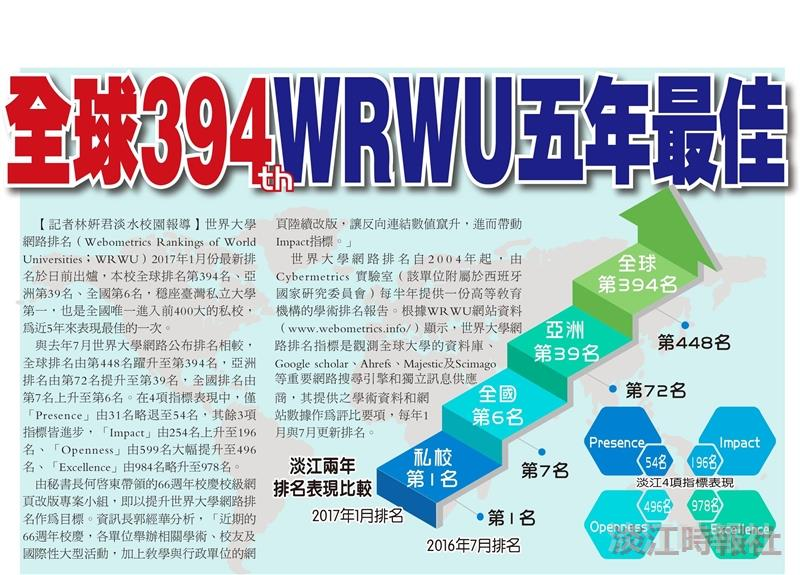 全球394th WRWU五年最佳
【記者林姸君淡水校園報導】世界大學
網路排名（Webometrics Rankings of World
Universities；WRWU）2017年1月份最新排
名於日前出爐，本校全球排名第394名、亞
洲第39名、全國第6名，穩座臺灣私立大學
第一，也是全國唯一進入前400大的私校，
為近5年來表現最佳的一次。
與去年7月世界大學網路公布排名相較，
全球排名由第448名躍升至第394名，亞洲
排名由第72名提升至第39名，全國排名由
第7名上升至第6名。在4項指標表現中，僅
「Presence」由31名略退至54名，其餘3項
指標皆進步，「Impact」由254名上升至196
名、「Openness」由599名大幅提升至496
名、「Excellence」由984名略升至978名。
由秘書長何啓東帶領的66週年校慶校級網
頁改版專案小組，即以提升世界大學網路排
名作為目標。資訊長郭經華分析，「近期的
66週年校慶，各單位舉辦相關學術、校友及
國際性大型活動，加上敎學與行政單位的網
頁陸續改版，讓反向連結數值竄升，進而帶動
Impact指標。」
世界大學網路排名自2004年起，由
Cybermetrics 實驗室（該單位附屬於西班牙
國家硏究委員會）每半年提供一份高等敎育
機構的學術排名報告。根據WRWU網站資料
（www.webometrics.info/）顯示，世界大學網
路排名指標是觀測全球大學的資料庫、
Google scholar、Ahrefs、Majestic及Scimago
等重要網路搜尋引擎和獨立訊息供應
商，其提供之學術資料和網
站數據作為評比要項，每年1
月與7月更新排名。
淡江兩年
排名表現比較
2017年1月排名
私校
第1名
全國
第6名
亞洲
第39名
全球
第394名
第448名
第72名
第7名
第1名
2016年7月排名
Presence
54名
Impact
196名
淡江4項指標表現
Openness
496名
Excellence
978名
淡江時報社